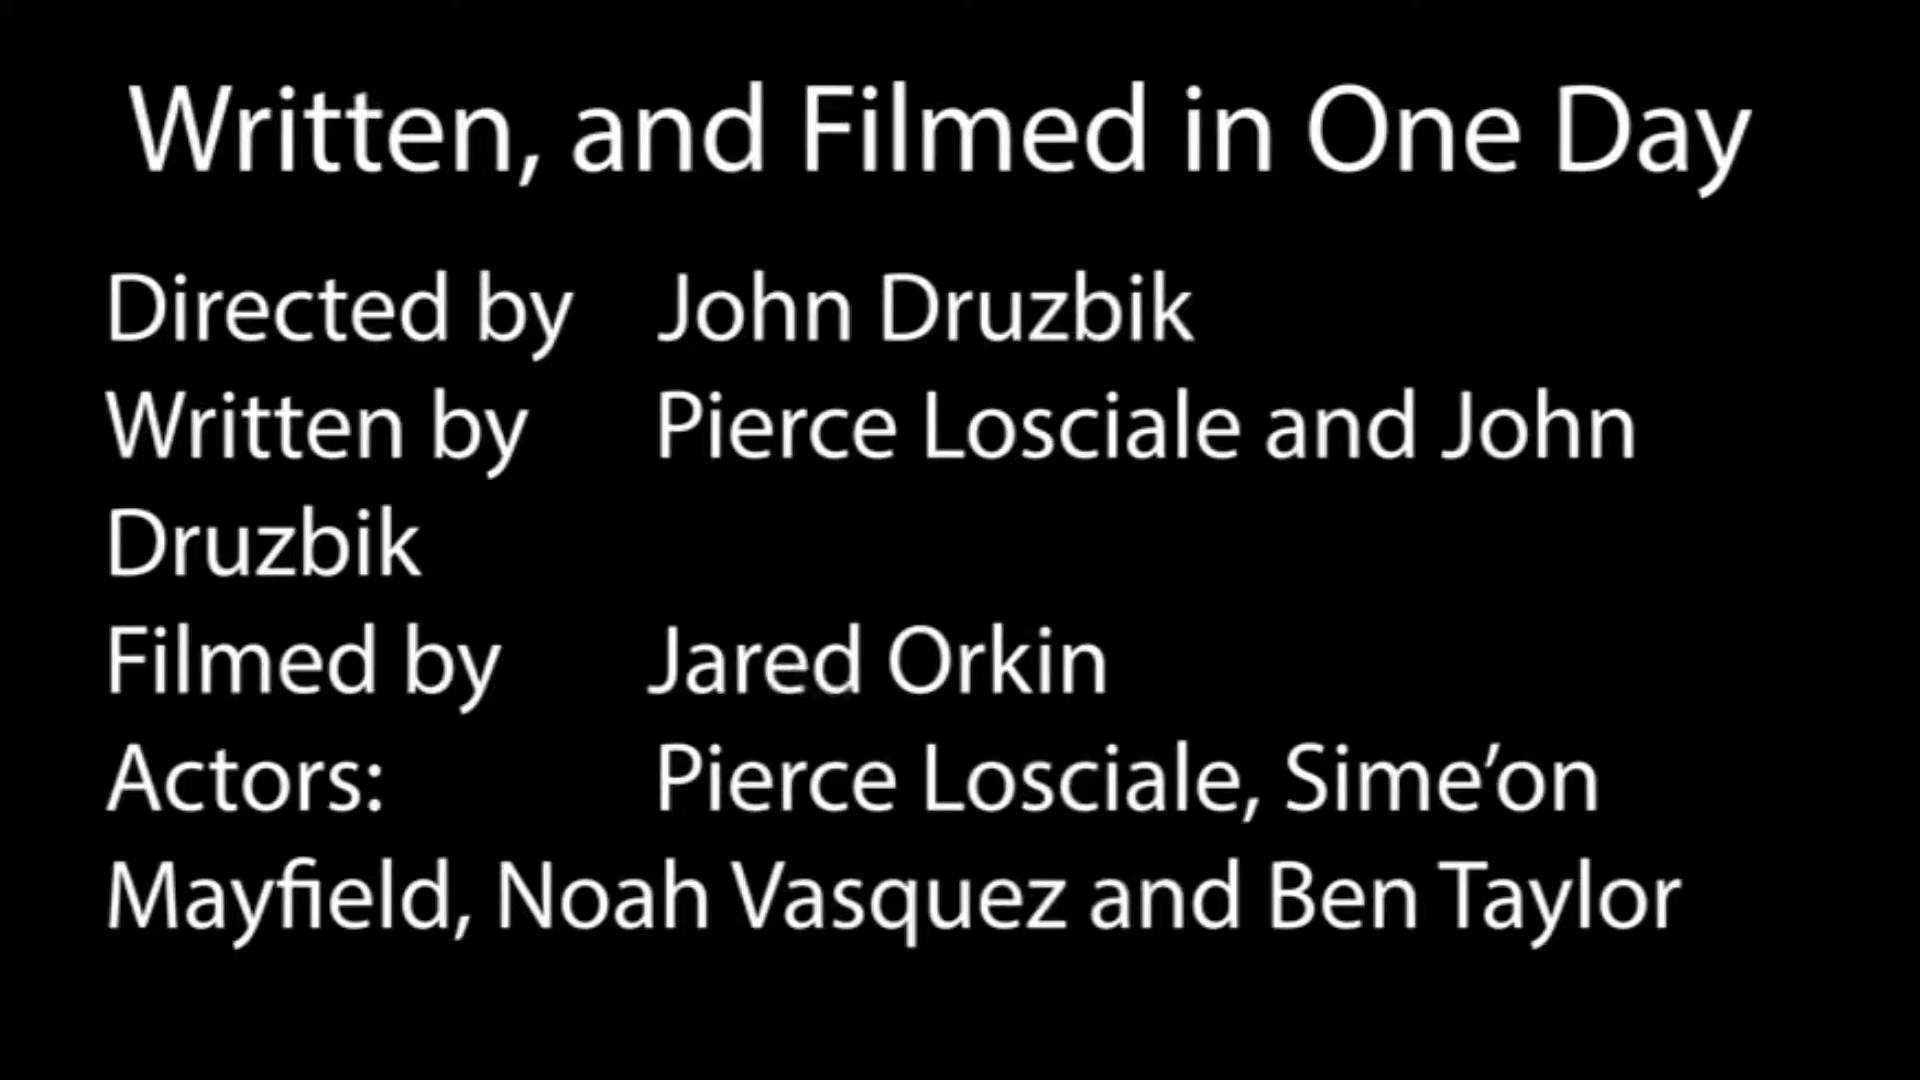 Written, and Filmed in One Day
Directed by John Druzbik
Written by Pierce Losciale and John
Druzbik
Filmed by Jared Orkin
Actors: Pierce Losciale, Sime’on
Mayfield, Noah Vasquez and Ben Taylor